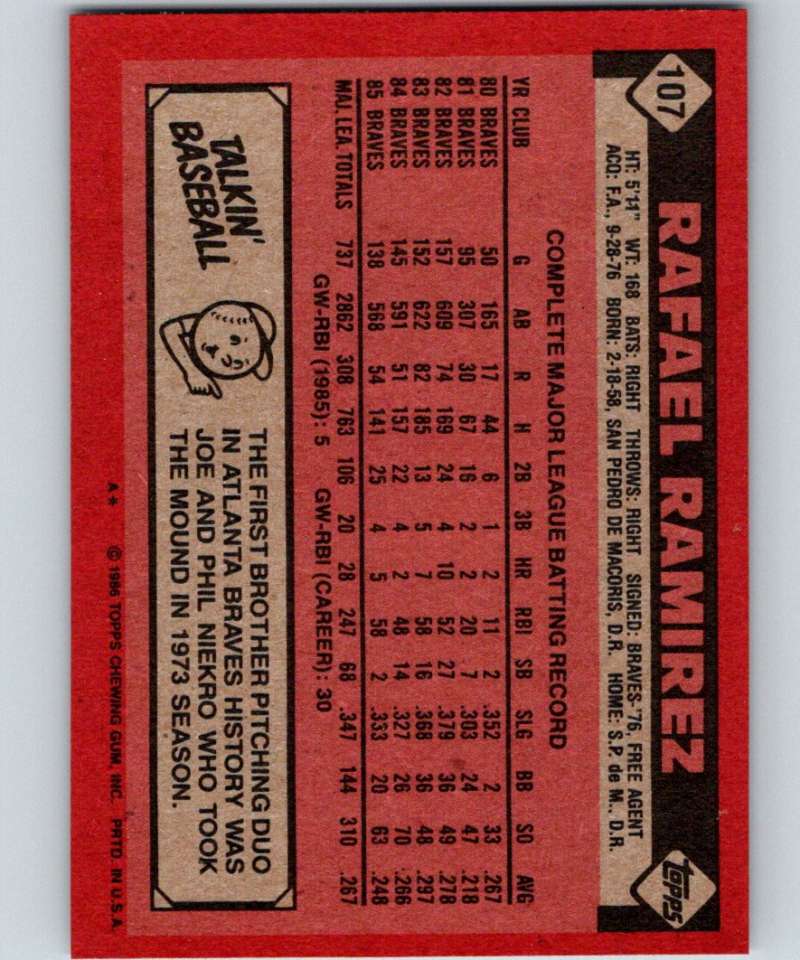 107
RAFAEL RAMIREZ
topps
HT: 5'11" WT: 168 BATS: RIGHT THROWS: RIGHT SIGNED: BRAVES-'76, FREE AGENT
ACQ: F.A., 9-28-76 BORN: 2-18-58, SAN PEDRO DE MACORIS, D.R. HOME: S.P. de M., D.R.
COMPLETE MAJOR LEAGUE BATTING RECORD
YR CLUB G AB R H 2B 3B HR RBI SB SLG BB SO AVG
80 BRAVES 50 165 17 44 6 1 2 11 2 .352 2 33 .267
81 BRAVES 95 307 30 67 16 2 2 20 7 .303 24 47 .218
82 BRAVES 157 609 74 169 24 4 10 52 27 .379 36 49 .278
83 BRAVES 152 622 82 185 13 5 7 58 16 .368 36 48 .297
84 BRAVES 145 591 51 157 22 4 2 48 14 .327 26 70 .266
85 BRAVES 138 568 54 141 25 4 5 58 2 .333 20 63 .248
MAJ. LEA. TOTALS 737 2862 308 763 106 20 28 247 68 .347 144 310 .267
GW-RBI (1985): 5 GW-RBI (CAREER): 30
TALKIN'
BASEBALL
THE FIRST BROTHER PITCHING DUO
IN ATLANTA BRAVES HISTORY WAS
JOE AND PHIL NIEKRO WHO TOOK
THE MOUND IN 1973 SEASON.
A* © 1986 TOPPS CHEWING GUM, INC. PRTD. IN U.S.A.